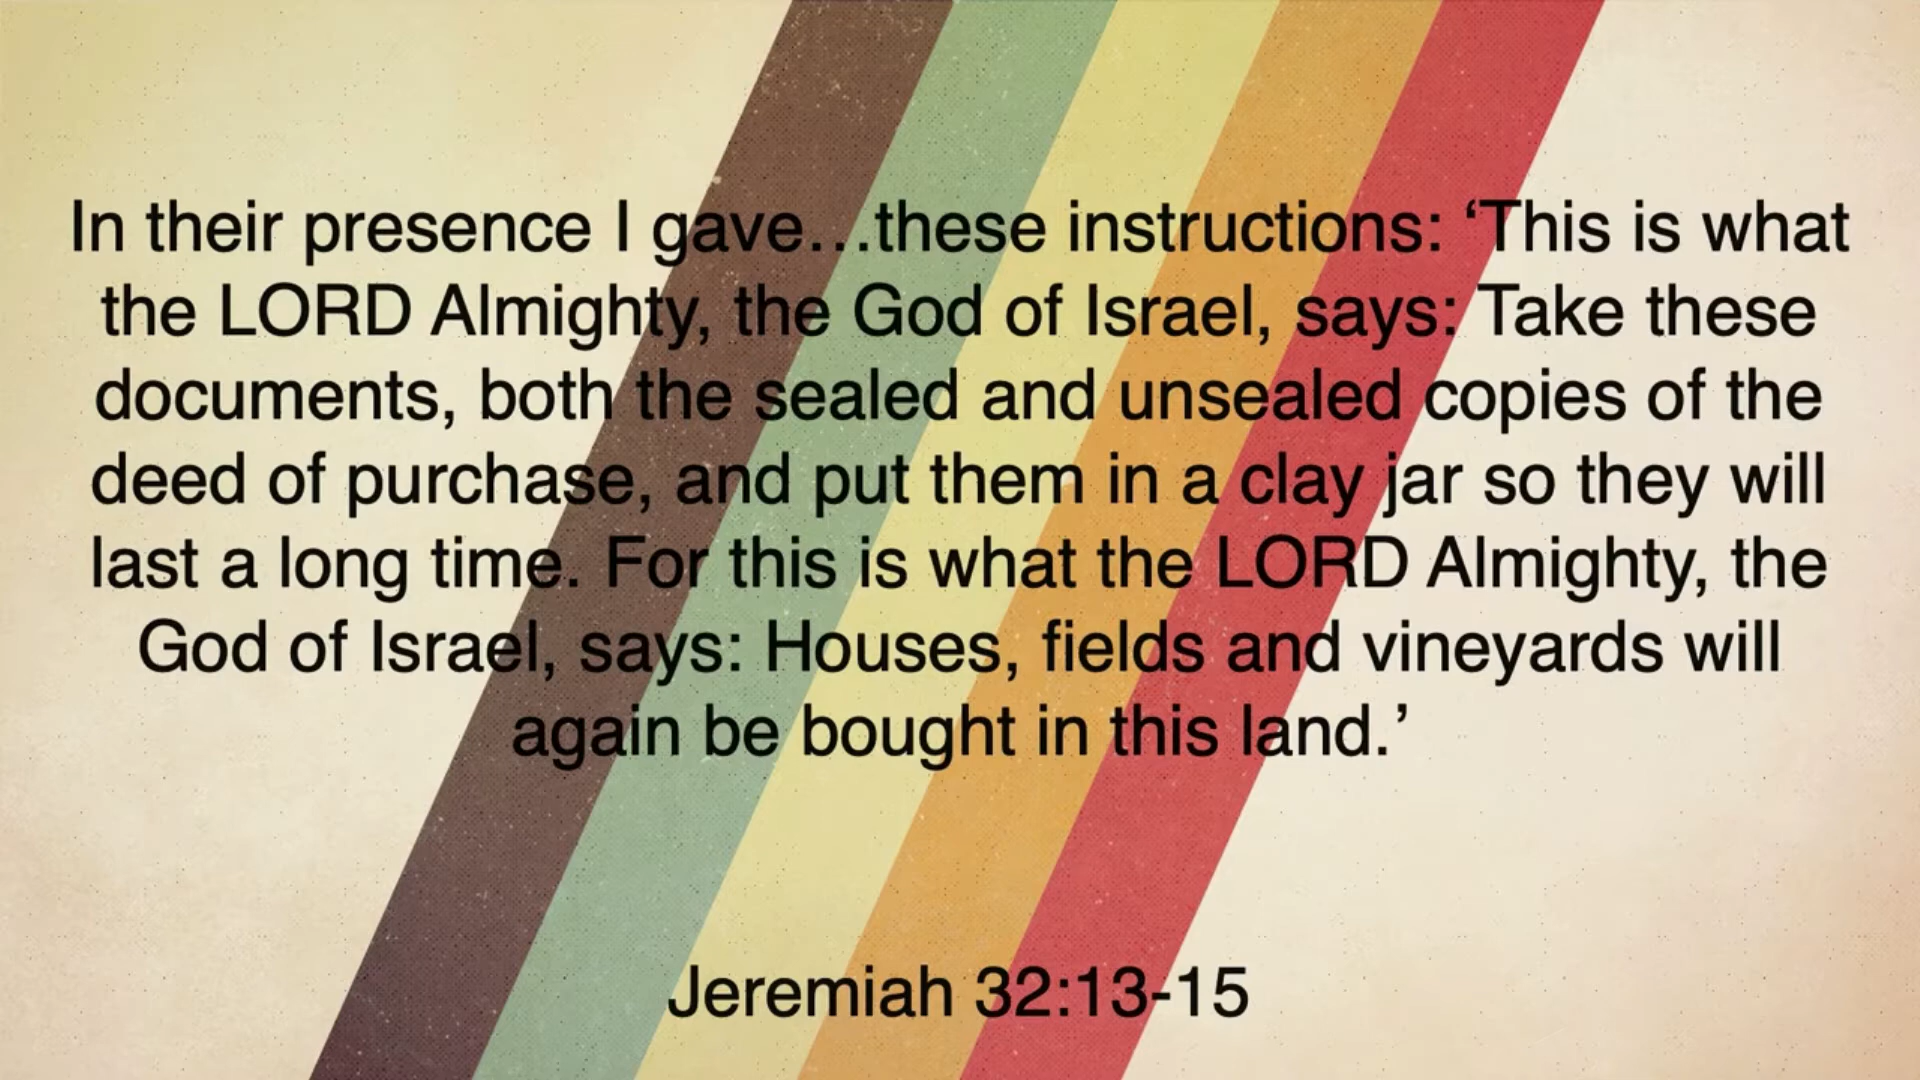 In their presence I gave…these instructions: ‘This is what
the LORD Almighty, the God of Israel, says: Take these
documents, both the sealed and unsealed copies of the
deed of purchase, and put them in a clay jar so they will
last a long time. For this is what the LORD Almighty, the
God of Israel, says: Houses, fields and vineyards will
again be bought in this land.’
Jeremiah 32:13-15